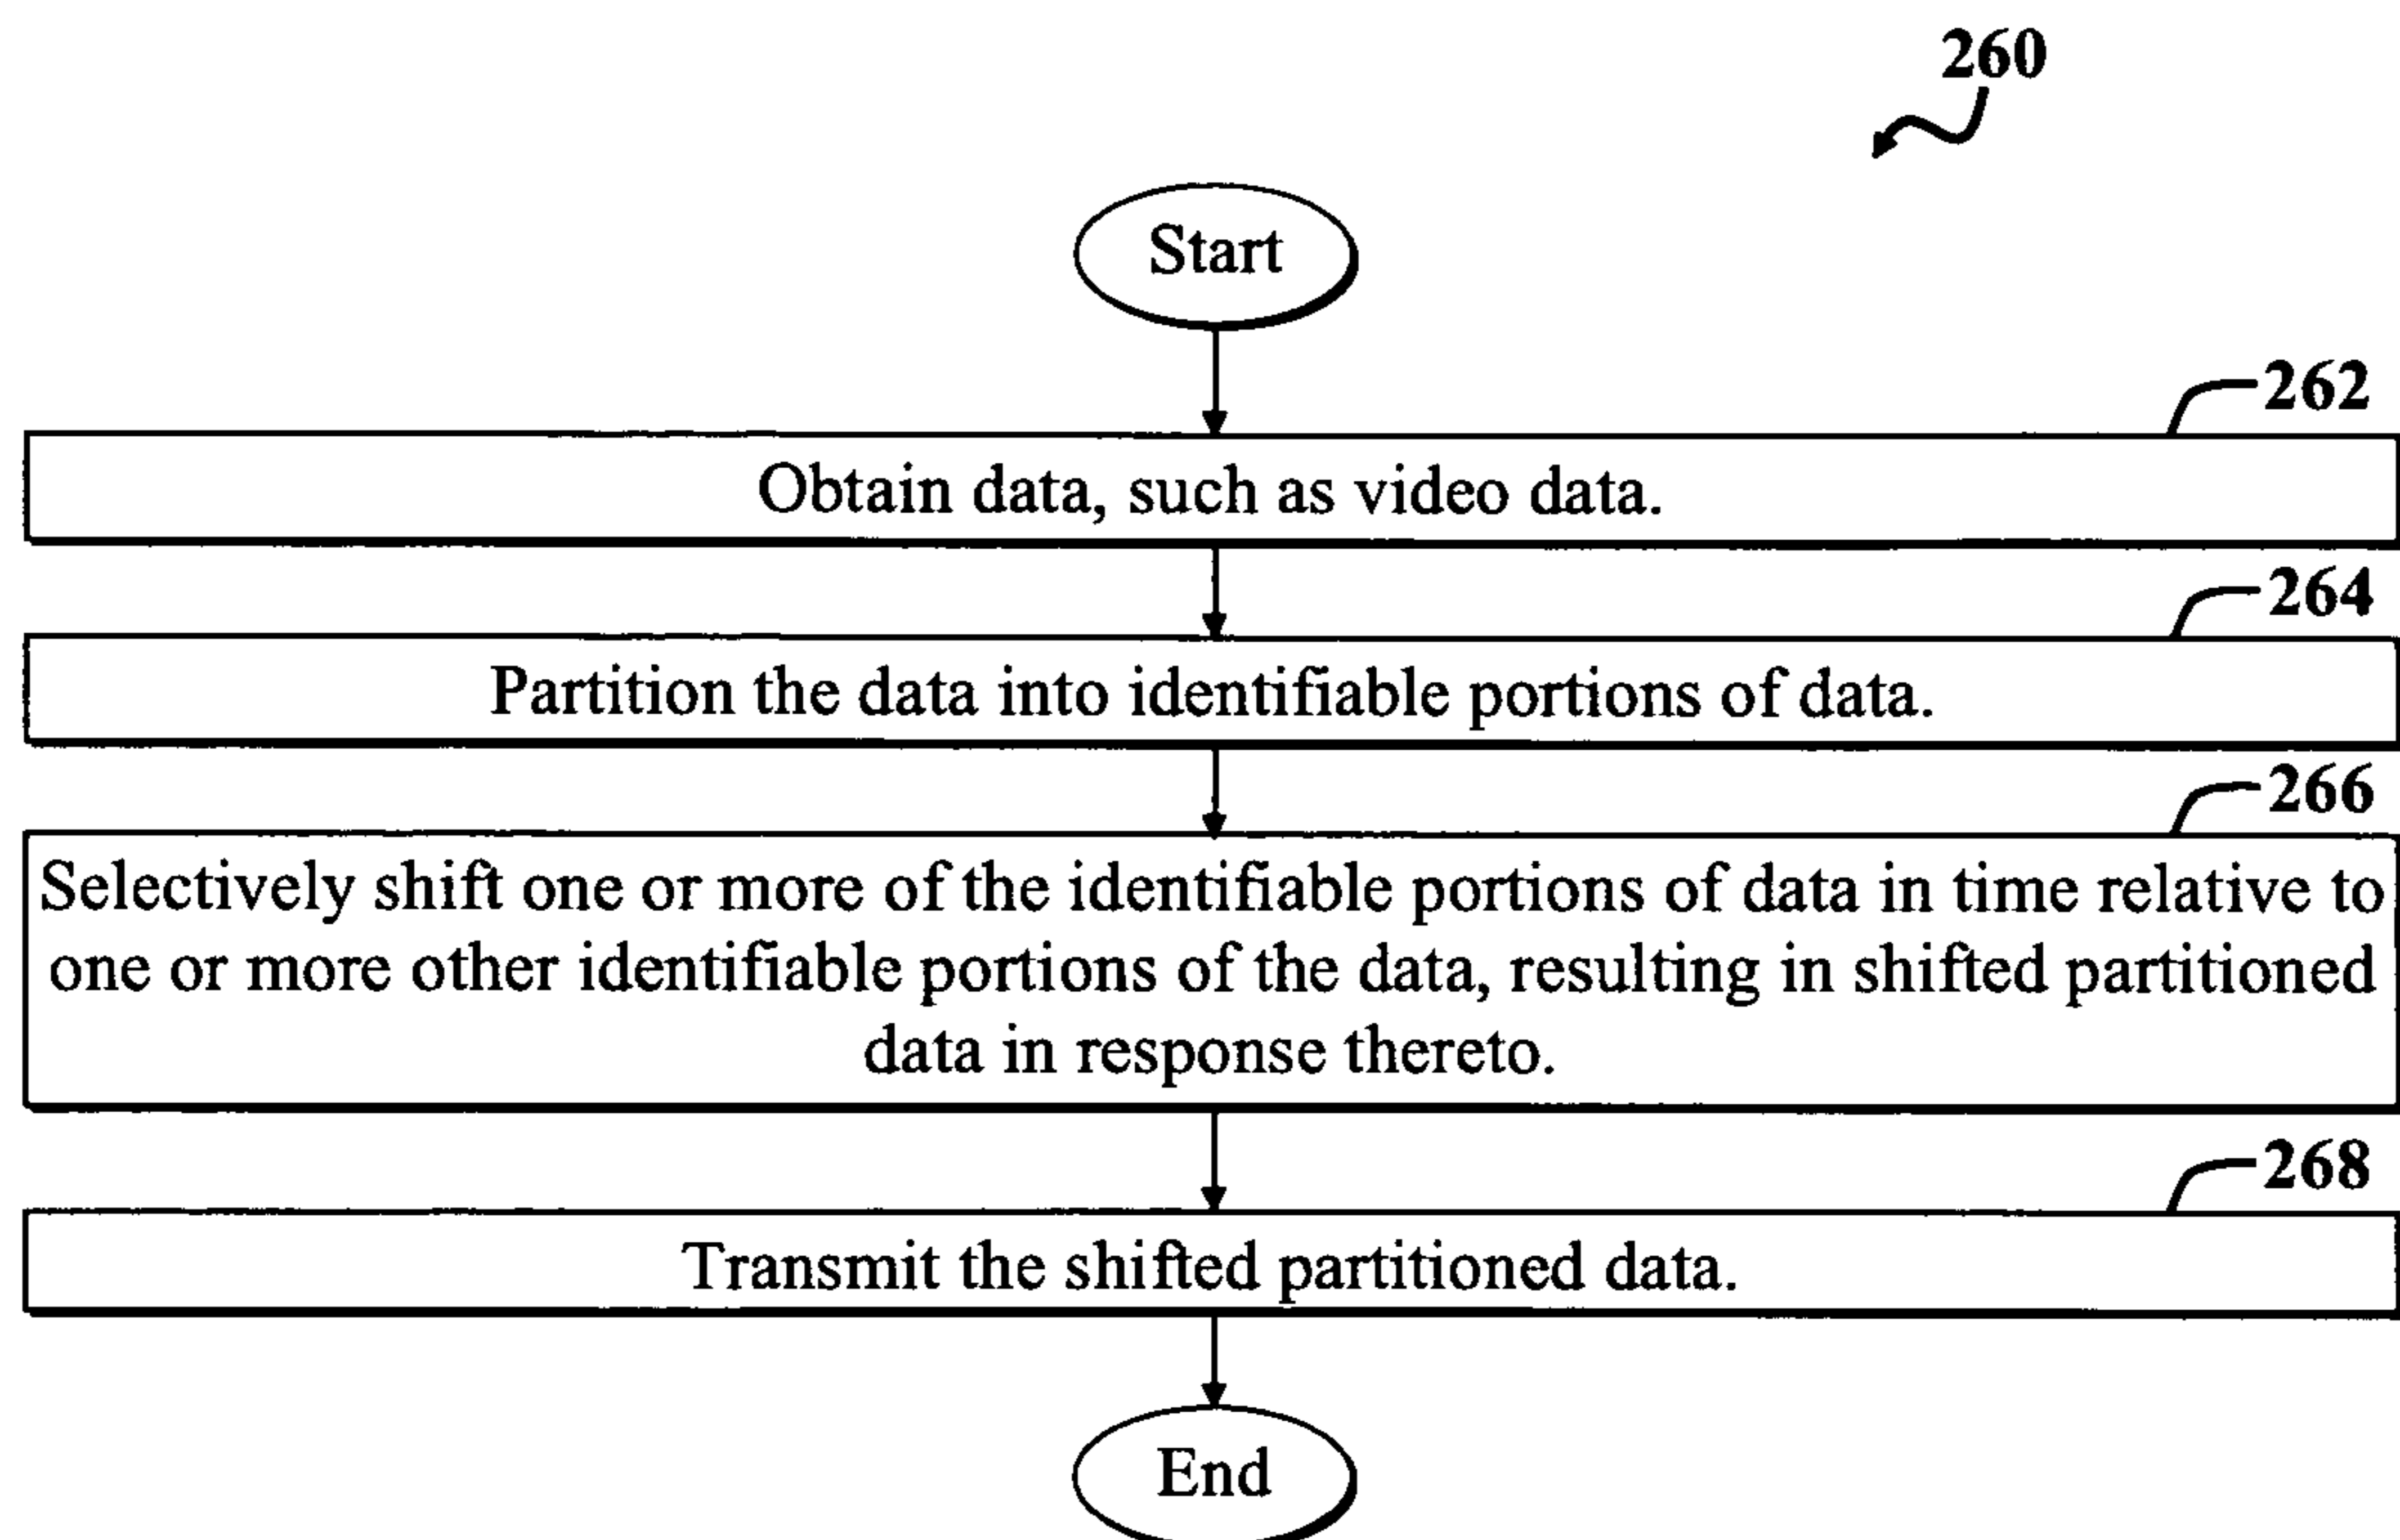 260
Start
262
Obtain data, such as video data.
264
Partition the data into identifiable portions of data.
266
Selectively shift one or more of the identifiable portions of data in time relative to
one or more other identifiable portions of the data, resulting in shifted partitioned
data in response thereto.
268
Transmit the shifted partitioned data.
End